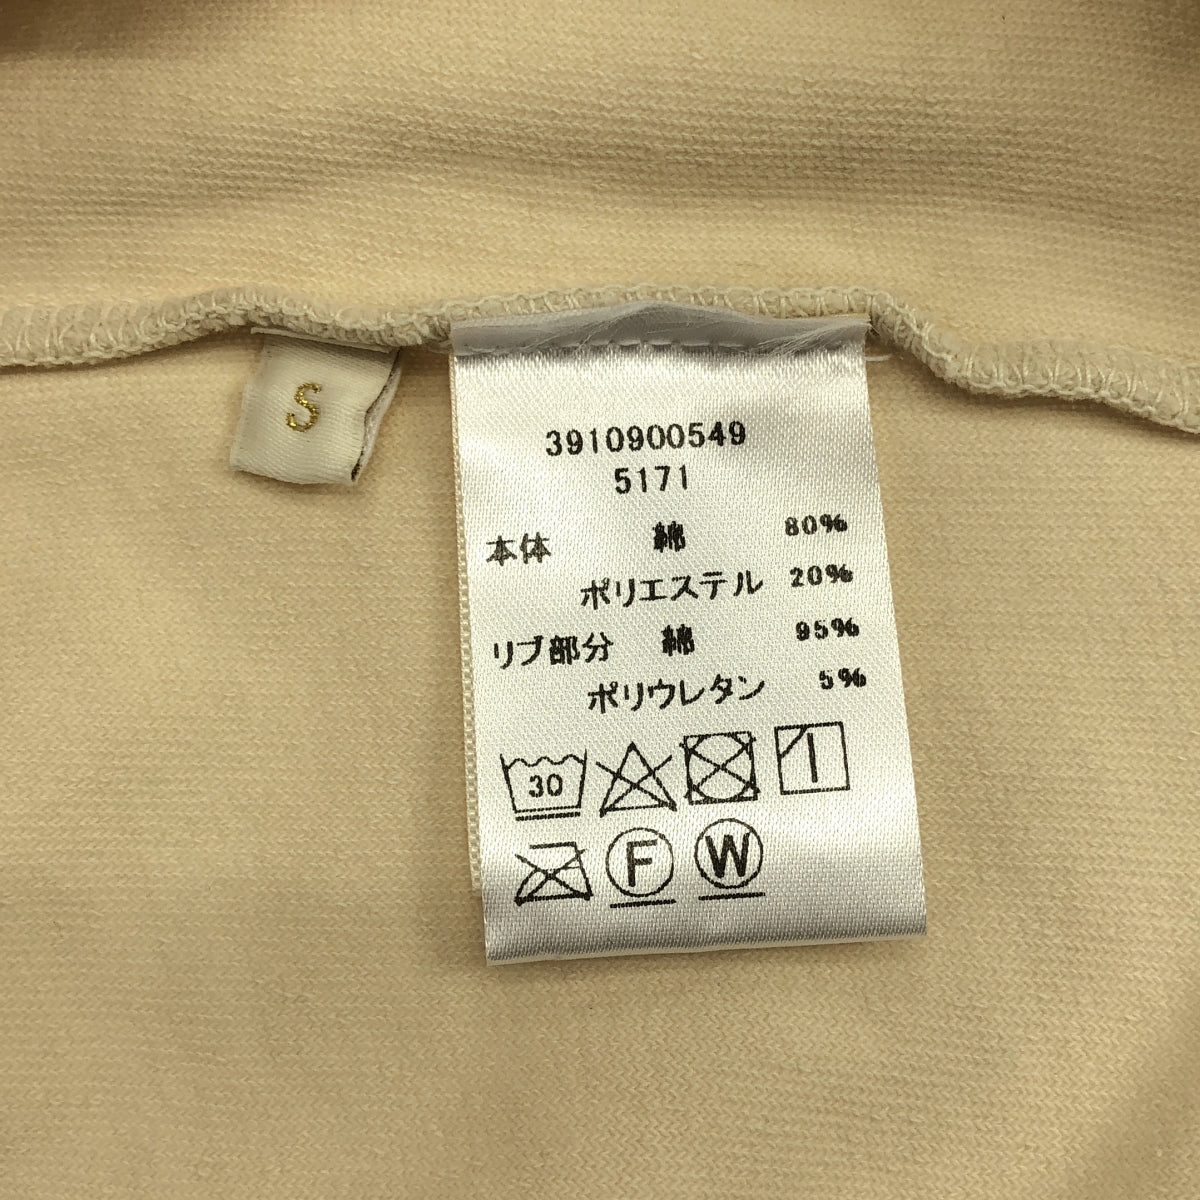 S
3910900549
5171
本体 綿 80%
ポリエステル 20%
リブ部分 綿 95%
ポリウレタン 5%
30
F W